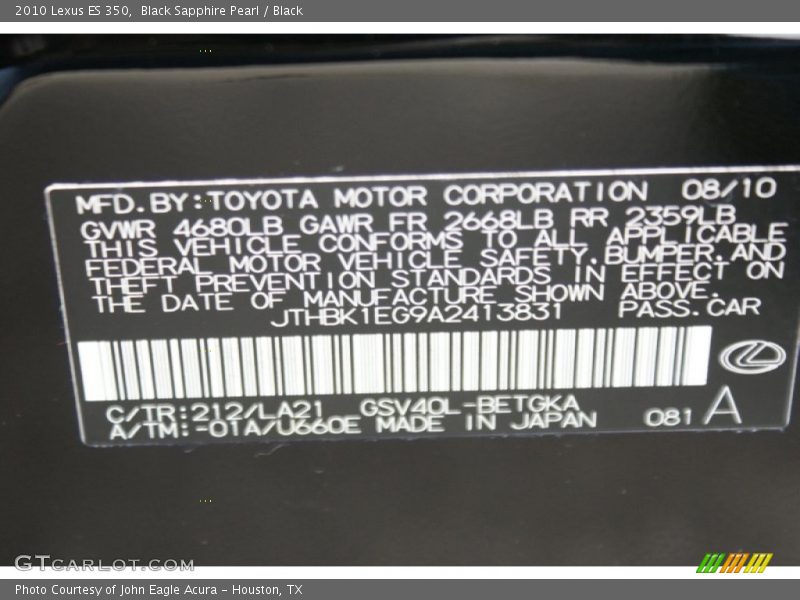 2010 Lexus ES 350,  Black Sapphire Pearl / Black
MFD. BY: TOYOTA MOTOR CORPORATION 08/10
GVWR 4680LB GAWR FR 2668LB RR 2359LB
THIS VEHICLE CONFORMS TO ALL APPLICABLE
FEDERAL MOTOR VEHICLE SAFETY, BUMPER, AND
THEFT PREVENTION STANDARDS IN EFFECT ON
THE DATE OF MANUFACTURE SHOWN ABOVE.
JTHBK1EG9A2413831 PASS. CAR
C/TR: 212/LA21 GSV40L-BETGKA
A/TM: -01A/U660E MADE IN JAPAN 081 A
GTCARLOT.COM
Photo Courtesy of John Eagle Acura – Houston, TX